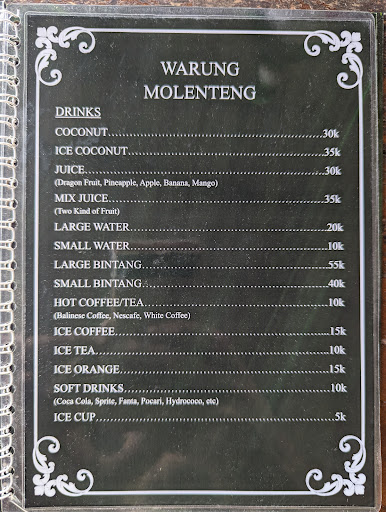 WARUNG
MOLENTENG
DRINKS
COCONUT.......................................................30k
ICE COCONUT...............................................35k
JUICE.............................................................30k
(Dragon Fruit, Pineapple, Apple, Banana, Mango)
MIX JUICE.....................................................35k
(Two Kind of Fruit)
LARGE WATER..............................................20k
SMALL WATER..............................................10k
LARGE BINTANG...........................................55k
SMALL BINTANG...........................................40k
HOT COFFEE/TEA..........................................10k
(Balinese Coffee, Nescafe, White Coffee)
ICE COFFEE...................................................15k
ICE TEA.........................................................10k
ICE ORANGE..................................................15k
SOFT DRINKS.................................................10k
(Coca Cola, Sprite, Fanta, Pocari, Hydrococo, etc)
ICE CUP..........................................................5k